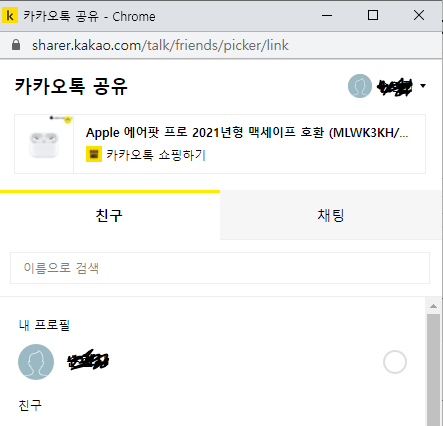 카카오톡 공유 - Chrome
sharer.kakao.com/talk/friends/picker/link
카카오톡 공유
Apple 에어팟 프로 2021년형 맥세이프 호환 (MLWK3KH/...
카카오톡 쇼핑하기
친구 채팅
이름으로 검색
내 프로필
친구